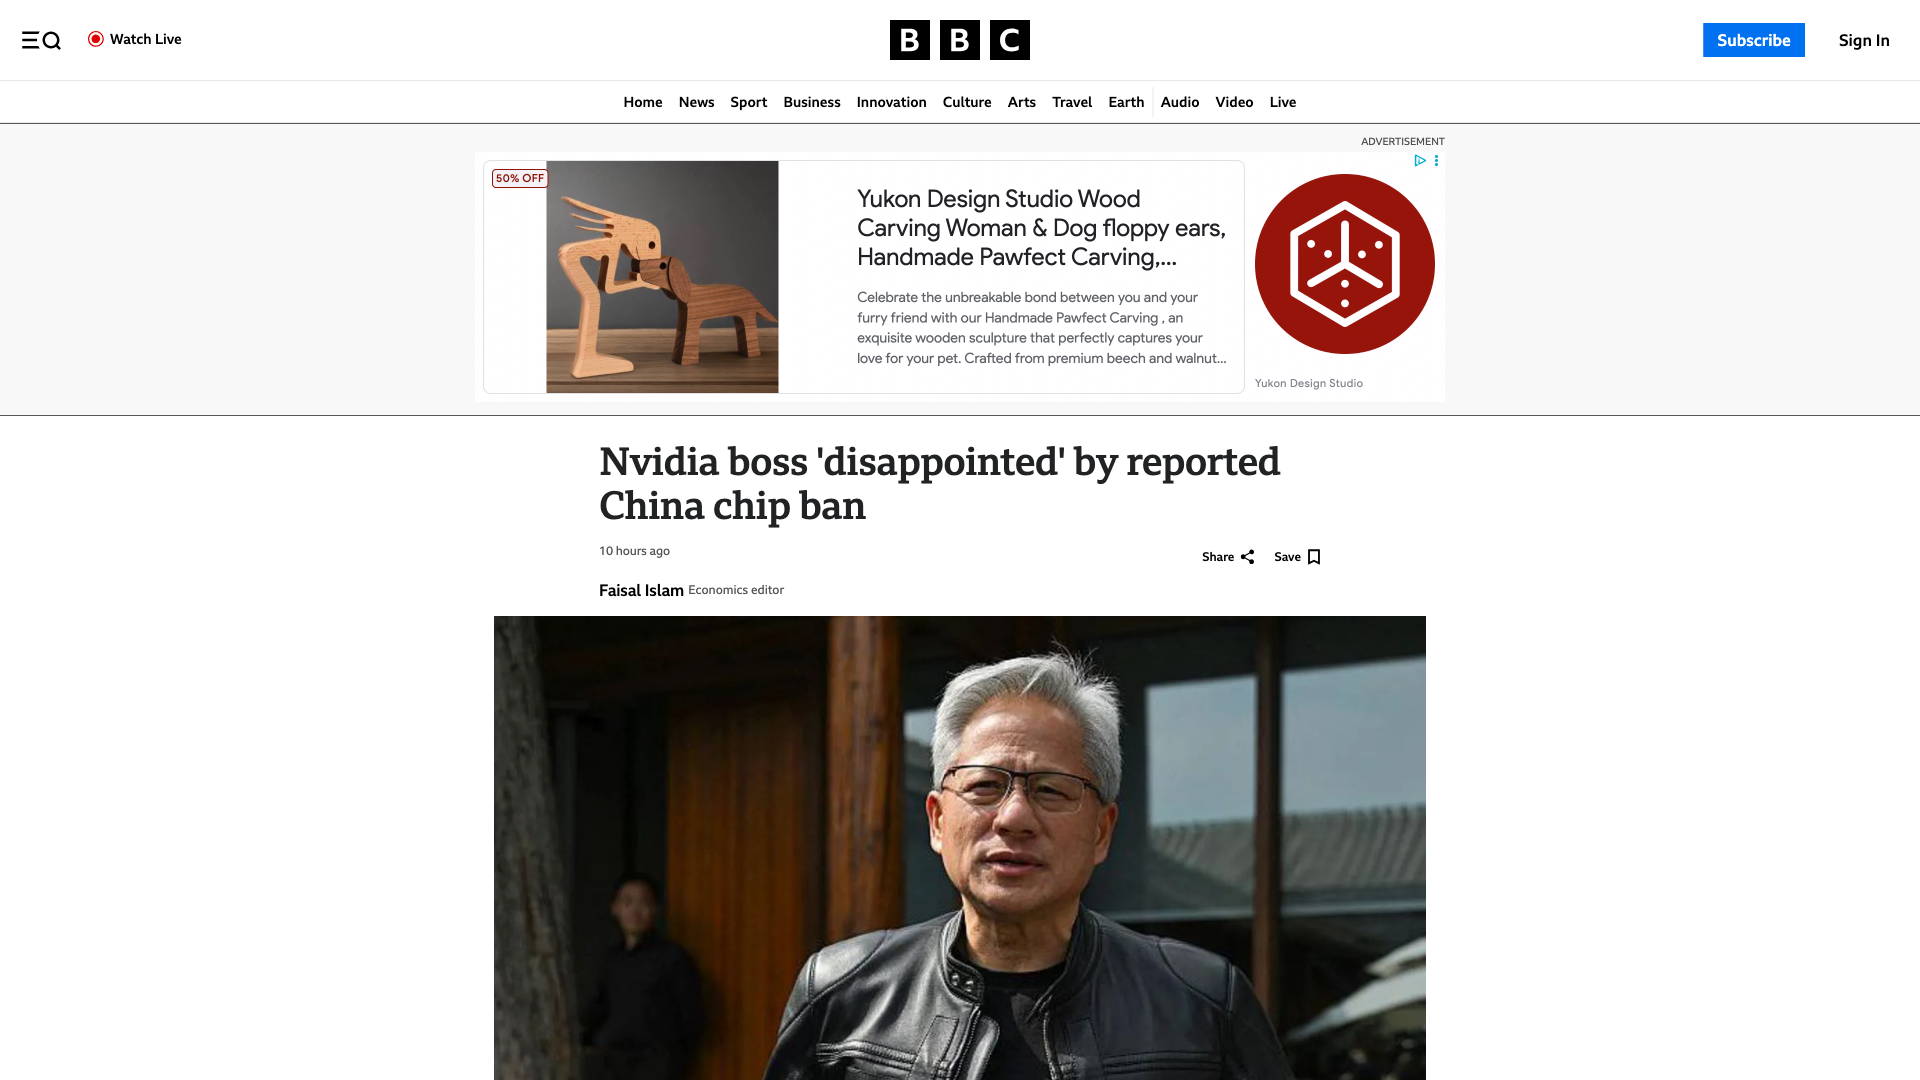 Watch Live
BBC
Subscribe
Sign In
Home News Sport Business Innovation Culture Arts Travel Earth Audio Video Live
ADVERTISEMENT
50% OFF
Yukon Design Studio Wood
Carving Woman & Dog floppy ears,
Handmade Pawfect Carving,...
Celebrate the unbreakable bond between you and your
furry friend with our Handmade Pawfect Carving , an
exquisite wooden sculpture that perfectly captures your
love for your pet. Crafted from premium beech and walnut...
Yukon Design Studio
Nvidia boss 'disappointed' by reported
China chip ban
10 hours ago
Share
Save
Faisal Islam Economics editor